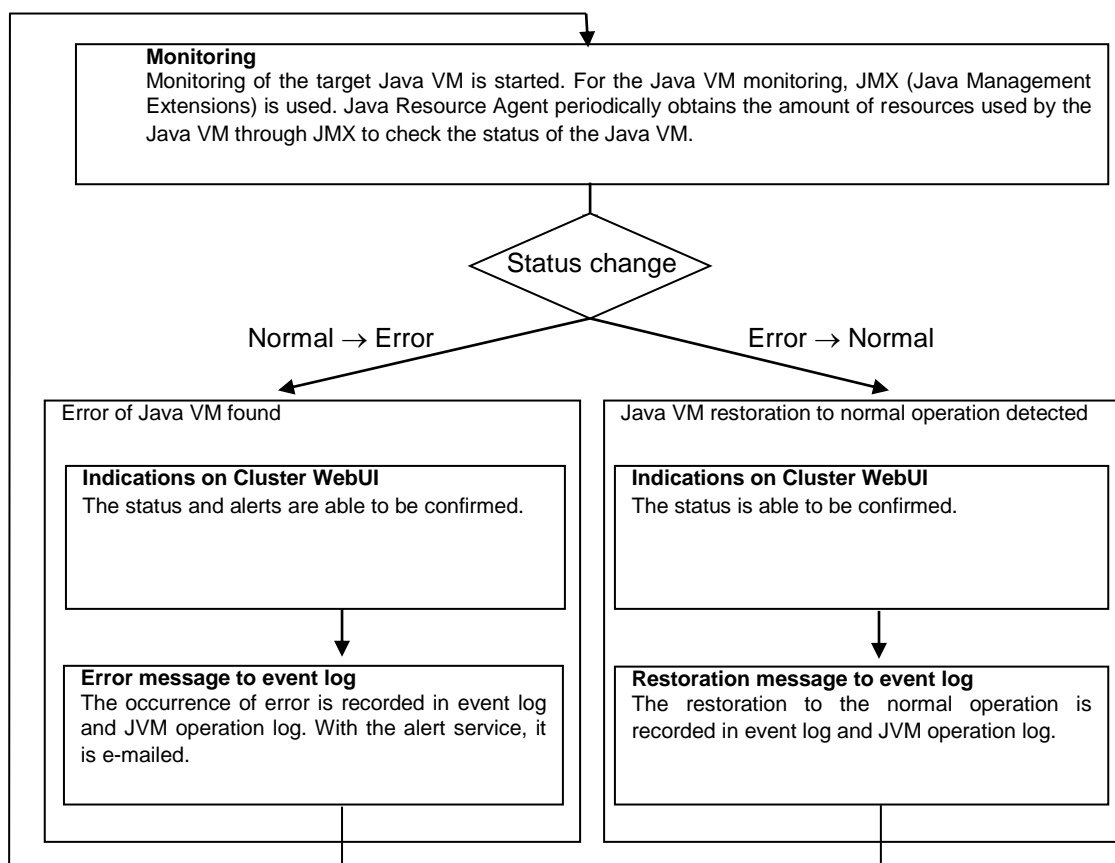 Monitoring
Monitoring of the target Java VM is started. For the Java VM monitoring, JMX (Java Management
Extensions) is used. Java Resource Agent periodically obtains the amount of resources used by the
Java VM through JMX to check the status of the Java VM.
Status change
Normal → Error
Error → Normal
Error of Java VM found
Indications on Cluster WebUI
The status and alerts are able to be confirmed.
Error message to event log
The occurrence of error is recorded in event log
and JVM operation log. With the alert service, it
is e-mailed.
Java VM restoration to normal operation detected
Indications on Cluster WebUI
The status is able to be confirmed.
Restoration message to event log
The restoration to the normal operation is
recorded in event log and JVM operation log.